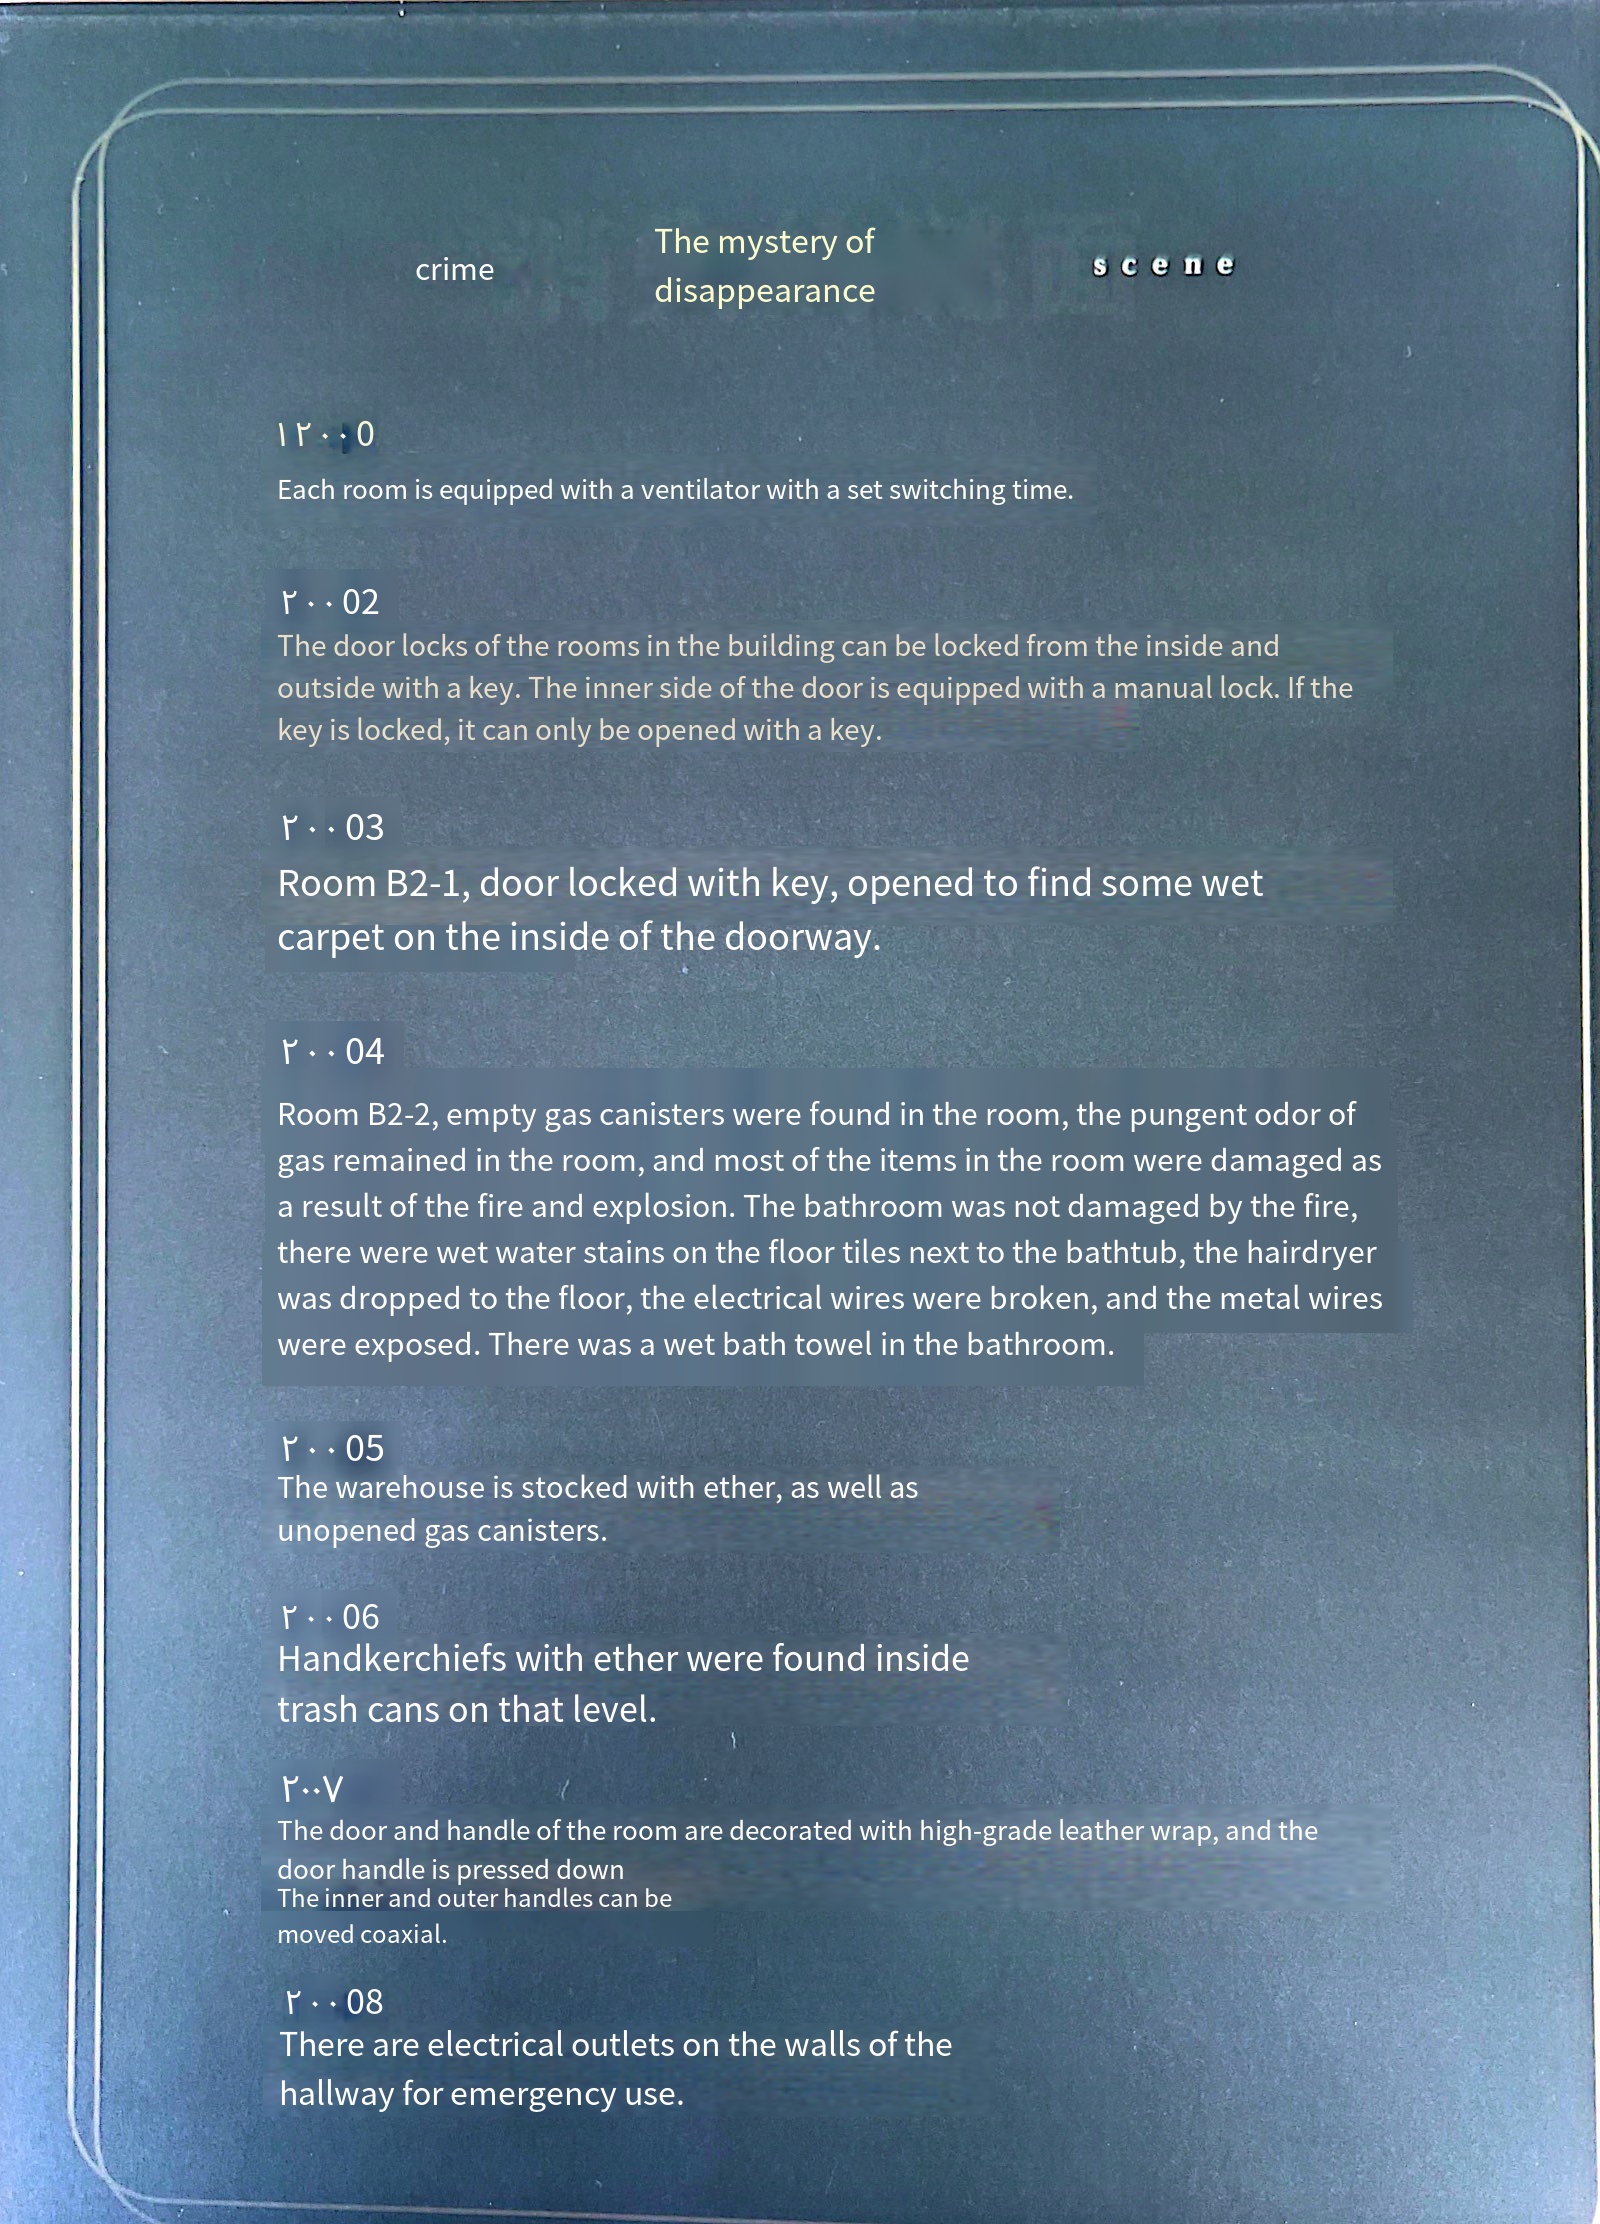 The mystery of
disappearance
crime
scene
١٢٠٠0
Each room is equipped with a ventilator with a set switching time.
٢٠٠02
The door locks of the rooms in the building can be locked from the inside and
outside with a key. The inner side of the door is equipped with a manual lock. If the
key is locked, it can only be opened with a key.
٢٠٠03
Room B2-1, door locked with key, opened to find some wet
carpet on the inside of the doorway.
٢٠٠04
Room B2-2, empty gas canisters were found in the room, the pungent odor of
gas remained in the room, and most of the items in the room were damaged as
a result of the fire and explosion. The bathroom was not damaged by the fire,
there were wet water stains on the floor tiles next to the bathtub, the hairdryer
was dropped to the floor, the electrical wires were broken, and the metal wires
were exposed. There was a wet bath towel in the bathroom.
٢٠٠05
The warehouse is stocked with ether, as well as
unopened gas canisters.
٢٠٠06
Handkerchiefs with ether were found inside
trash cans on that level.
٢٠٠٧
The door and handle of the room are decorated with high-grade leather wrap, and the
door handle is pressed down
The inner and outer handles can be
moved coaxial.
٢٠٠08
There are electrical outlets on the walls of the
hallway for emergency use.